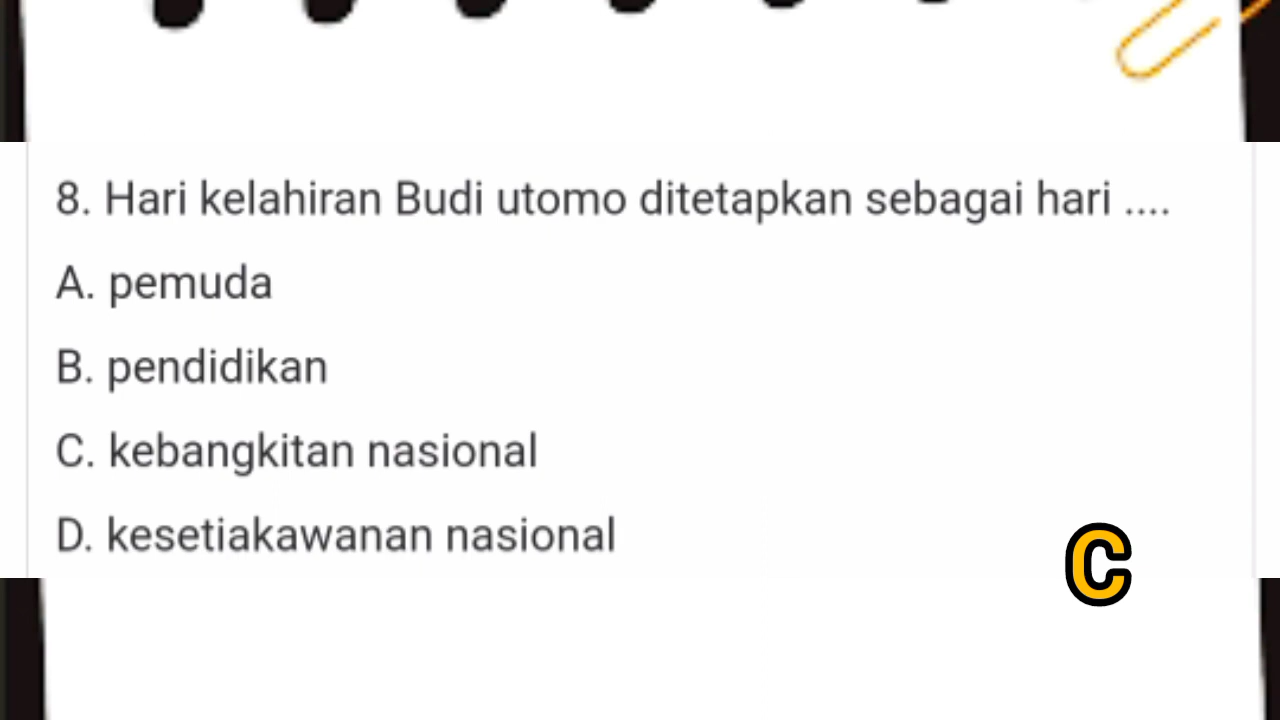 8. Hari kelahiran Budi utomo ditetapkan sebagai hari ....
A. pemuda
B. pendidikan
C. kebangkitan nasional
D. kesetiakawanan nasional
C